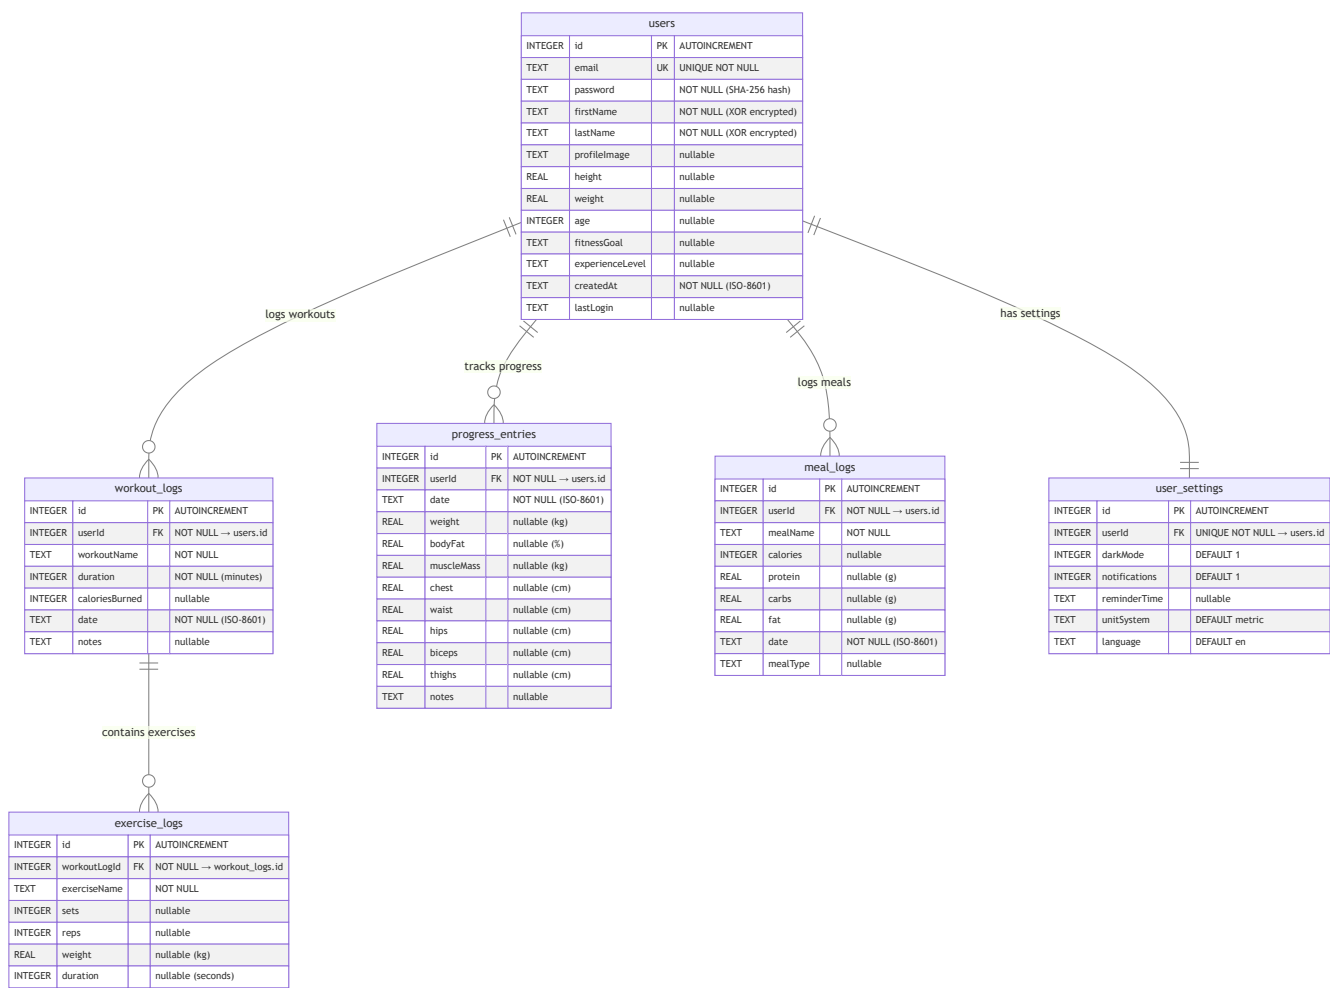 users
INTEGER id PK AUTOINCREMENT
TEXT email UK UNIQUE NOT NULL
TEXT password NOT NULL (SHA-256 hash)
TEXT firstName NOT NULL (XOR encrypted)
TEXT lastName NOT NULL (XOR encrypted)
TEXT profileImage nullable
REAL height nullable
REAL weight nullable
INTEGER age nullable
TEXT fitnessGoal nullable
TEXT experienceLevel nullable
TEXT createdAt NOT NULL (ISO-8601)
TEXT lastLogin nullable
logs workouts
tracks progress
logs meals
has settings
workout_logs
INTEGER id PK AUTOINCREMENT
INTEGER userId FK NOT NULL → users.id
TEXT workoutName NOT NULL
INTEGER duration NOT NULL (minutes)
INTEGER caloriesBurned nullable
TEXT date NOT NULL (ISO-8601)
TEXT notes nullable
progress_entries
INTEGER id PK AUTOINCREMENT
INTEGER userId FK NOT NULL → users.id
TEXT date NOT NULL (ISO-8601)
REAL weight nullable (kg)
REAL bodyFat nullable (%)
REAL muscleMass nullable (kg)
REAL chest nullable (cm)
REAL waist nullable (cm)
REAL hips nullable (cm)
REAL biceps nullable (cm)
REAL thighs nullable (cm)
TEXT notes nullable
meal_logs
INTEGER id PK AUTOINCREMENT
INTEGER userId FK NOT NULL → users.id
TEXT mealName NOT NULL
INTEGER calories nullable
REAL protein nullable (g)
REAL carbs nullable (g)
REAL fat nullable (g)
TEXT date NOT NULL (ISO-8601)
TEXT mealType nullable
user_settings
INTEGER id PK AUTOINCREMENT
INTEGER userId FK UNIQUE NOT NULL → users.id
INTEGER darkMode DEFAULT 1
INTEGER notifications DEFAULT 1
TEXT reminderTime nullable
TEXT unitSystem DEFAULT metric
TEXT language DEFAULT en
contains exercises
exercise_logs
INTEGER id PK AUTOINCREMENT
INTEGER workoutLogId FK NOT NULL → workout_logs.id
TEXT exerciseName NOT NULL
INTEGER sets nullable
INTEGER reps nullable
REAL weight nullable (kg)
INTEGER duration nullable (seconds)